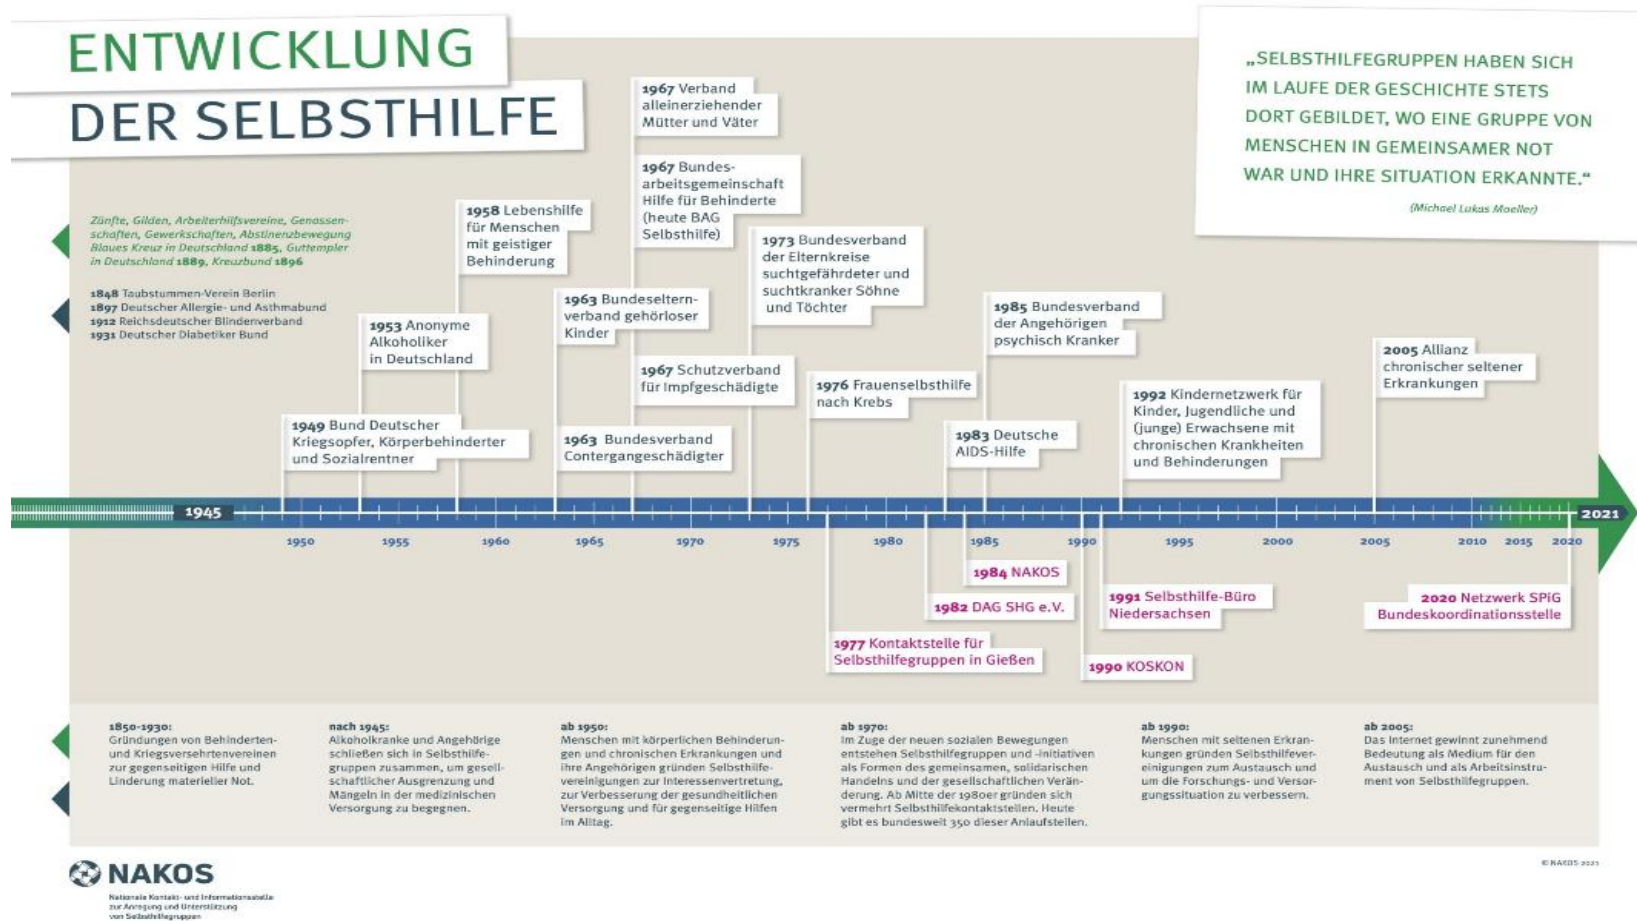 ENTWICKLUNG
DER SELBSTHILFE
„SELBSTHILFEGRUPPEN HABEN SICH
IM LAUFE DER GESCHICHTE STETS
DORT GEBILDET, WO EINE GRUPPE VON
MENSCHEN IN GEMEINSAMER NOT
WAR UND IHRE SITUATION ERKANNTE.“
(Michael Lukas Moeller)
Zünfte, Gilden, Arbeiterhilfsvereine, Genossen-
schaften, Gewerkschaften, Abstinenzbewegung
Blaues Kreuz in Deutschland 1885, Guttempler
in Deutschland 1889, Kreuzbund 1896
1848 Taubstummen-Verein Berlin
1897 Deutscher Allergie- und Asthmabund
1912 Reichsdeutscher Blindenverband
1931 Deutscher Diabetiker Bund
1949 Bund Deutscher
Kriegsopfer, Körperbehinderter
und Sozialrentner
1953 Anonyme
Alkoholiker
in Deutschland
1958 Lebenshilfe
für Menschen
mit geistiger
Behinderung
1963 Bundeseltern-
verband gehörloser
Kinder
1963 Bundesverband
Contergangeschädigter
1967 Verband
alleinerziehender
Mütter und Väter
1967 Bundes-
arbeitsgemeinschaft
Hilfe für Behinderte
(heute BAG
Selbsthilfe)
1967 Schutzverband
für Impfgeschädigte
1973 Bundesverband
der Elternkreise
suchtgefährdeter und
suchtkranker Söhne
und Töchter
1976 Frauenselbsthilfe
nach Krebs
1983 Deutsche
AIDS-Hilfe
1985 Bundesverband
der Angehörigen
psychisch Kranker
1992 Kindernetzwerk für
Kinder, Jugendliche und
(junge) Erwachsene mit
chronischen Krankheiten
und Behinderungen
2005 Allianz
chronischer seltener
Erkrankungen
1945
2021
1950 1955 1960 1965 1970 1975 1980 1985 1990 1995 2000 2005 2010 2015 2020
1984 NAKOS
1982 DAG SHG e.V.
1977 Kontaktstelle für
Selbsthilfegruppen in Gießen
1990 KOSKON
1991 Selbsthilfe-Büro
Niedersachsen
2020 Netzwerk SPiG
Bundeskoordinationsstelle
1850-1930:
Gründungen von Behinderten-
und Kriegsversehrtenvereinen
zur gegenseitigen Hilfe und
Linderung materieller Not.
nach 1945:
Alkoholkranke und Angehörige
schließen sich in Selbsthilfe-
gruppen zusammen, um gesell-
schaftlicher Ausgrenzung und
Mängeln in der medizinischen
Versorgung zu begegnen.
ab 1950:
Menschen mit körperlichen Behinderun-
gen und chronischen Erkrankungen und
ihre Angehörigen gründen Selbsthilfe-
vereinigungen zur Interessenvertretung,
zur Verbesserung der gesundheitlichen
Versorgung und für gegenseitige Hilfen
im Alltag.
ab 1970:
Im Zuge der neuen sozialen Bewegungen
entstehen Selbsthilfegruppen und -initiativen
als Formen des gemeinsamen, solidarischen
Handelns und der gesellschaftlichen Verän-
derung. Ab Mitte der 1980er gründen sich
vermehrt Selbsthilfekontaktstellen. Heute
gibt es bundesweit 350 dieser Anlaufstellen.
ab 1990:
Menschen mit seltenen Erkran-
kungen gründen Selbsthilfever-
einigungen zum Austausch und
um die Forschungs- und Versor-
gungssituation zu verbessern.
ab 2005:
Das Internet gewinnt zunehmend
Bedeutung als Medium für den
Austausch und als Arbeitsinstru-
ment von Selbsthilfegruppen.
NAKOS
Nationale Kontakt- und Informationsstelle
zur Anregung und Unterstützung
von Selbsthilfegruppen
© NAKOS 2021